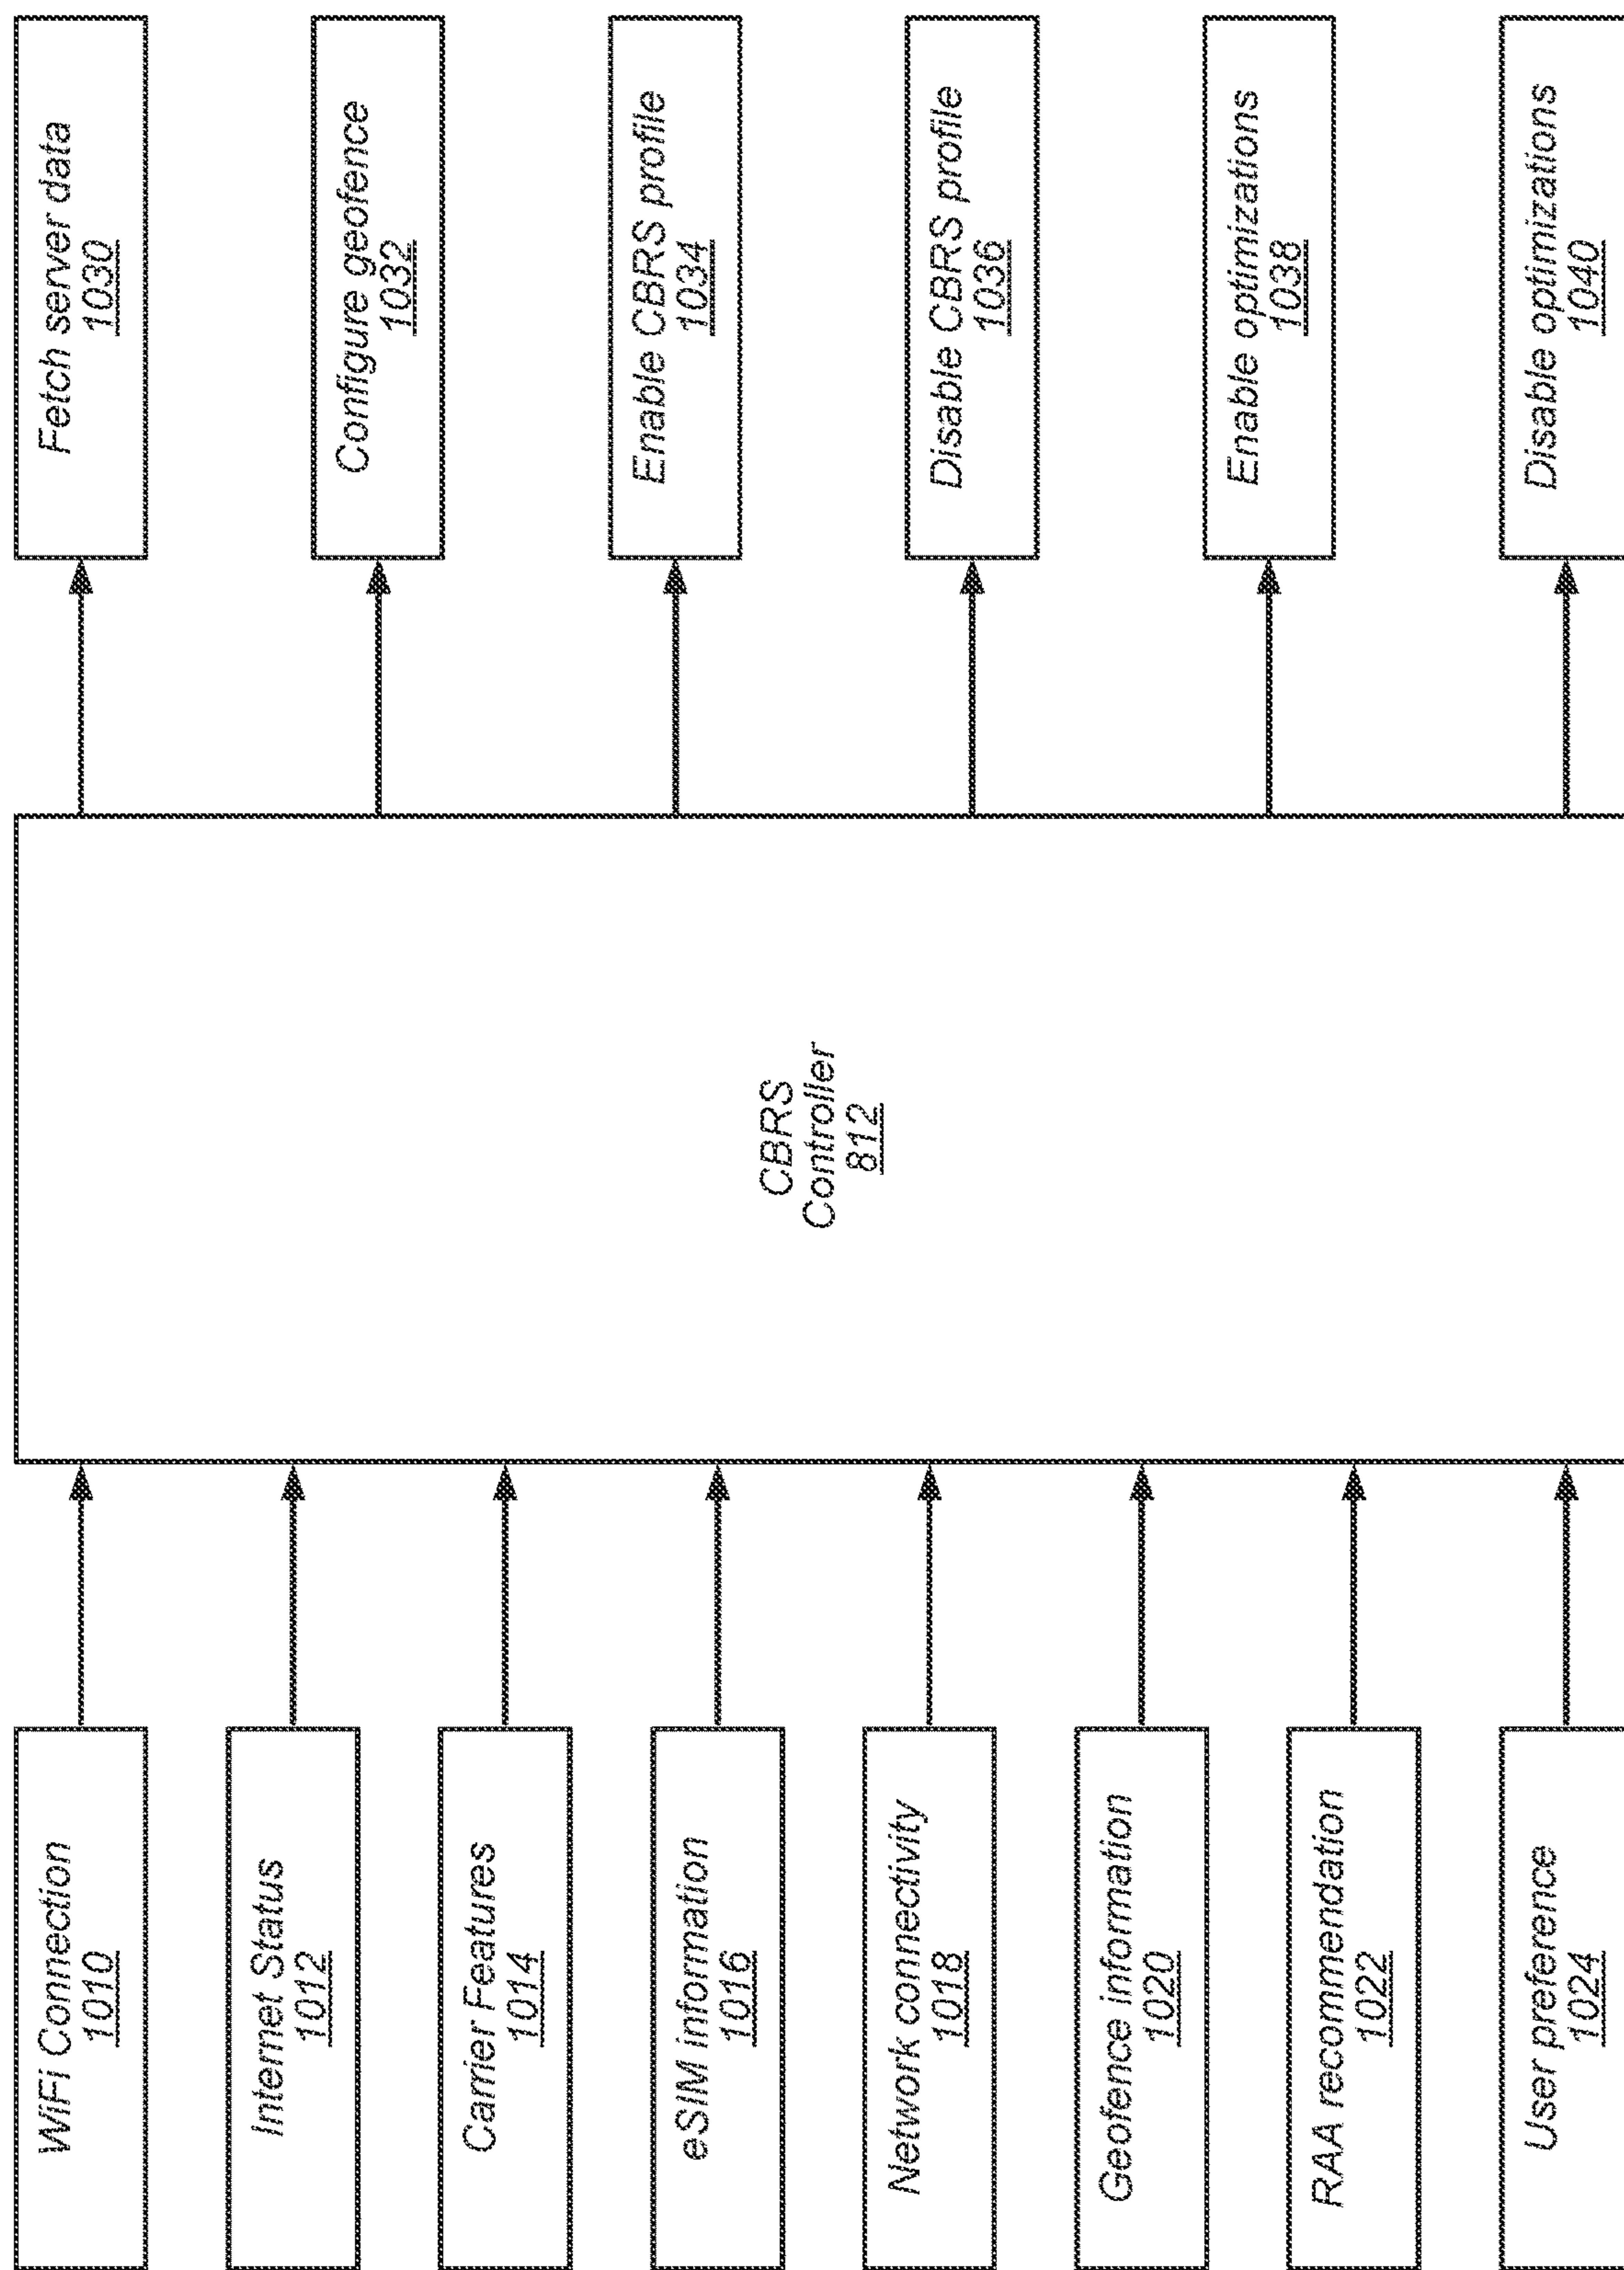 WiFi Connection
1010
Internet Status
1012
Carrier Features
1014
eSIM information
1016
Network connectivity
1018
Geofence information
1020
RAA recommendation
1022
User preference
1024
CBRS
Controller
812
Fetch server data
1030
Configure geofence
1032
Enable CBRS profile
1034
Disable CBRS profile
1036
Enable optimizations
1038
Disable optimizations
1040